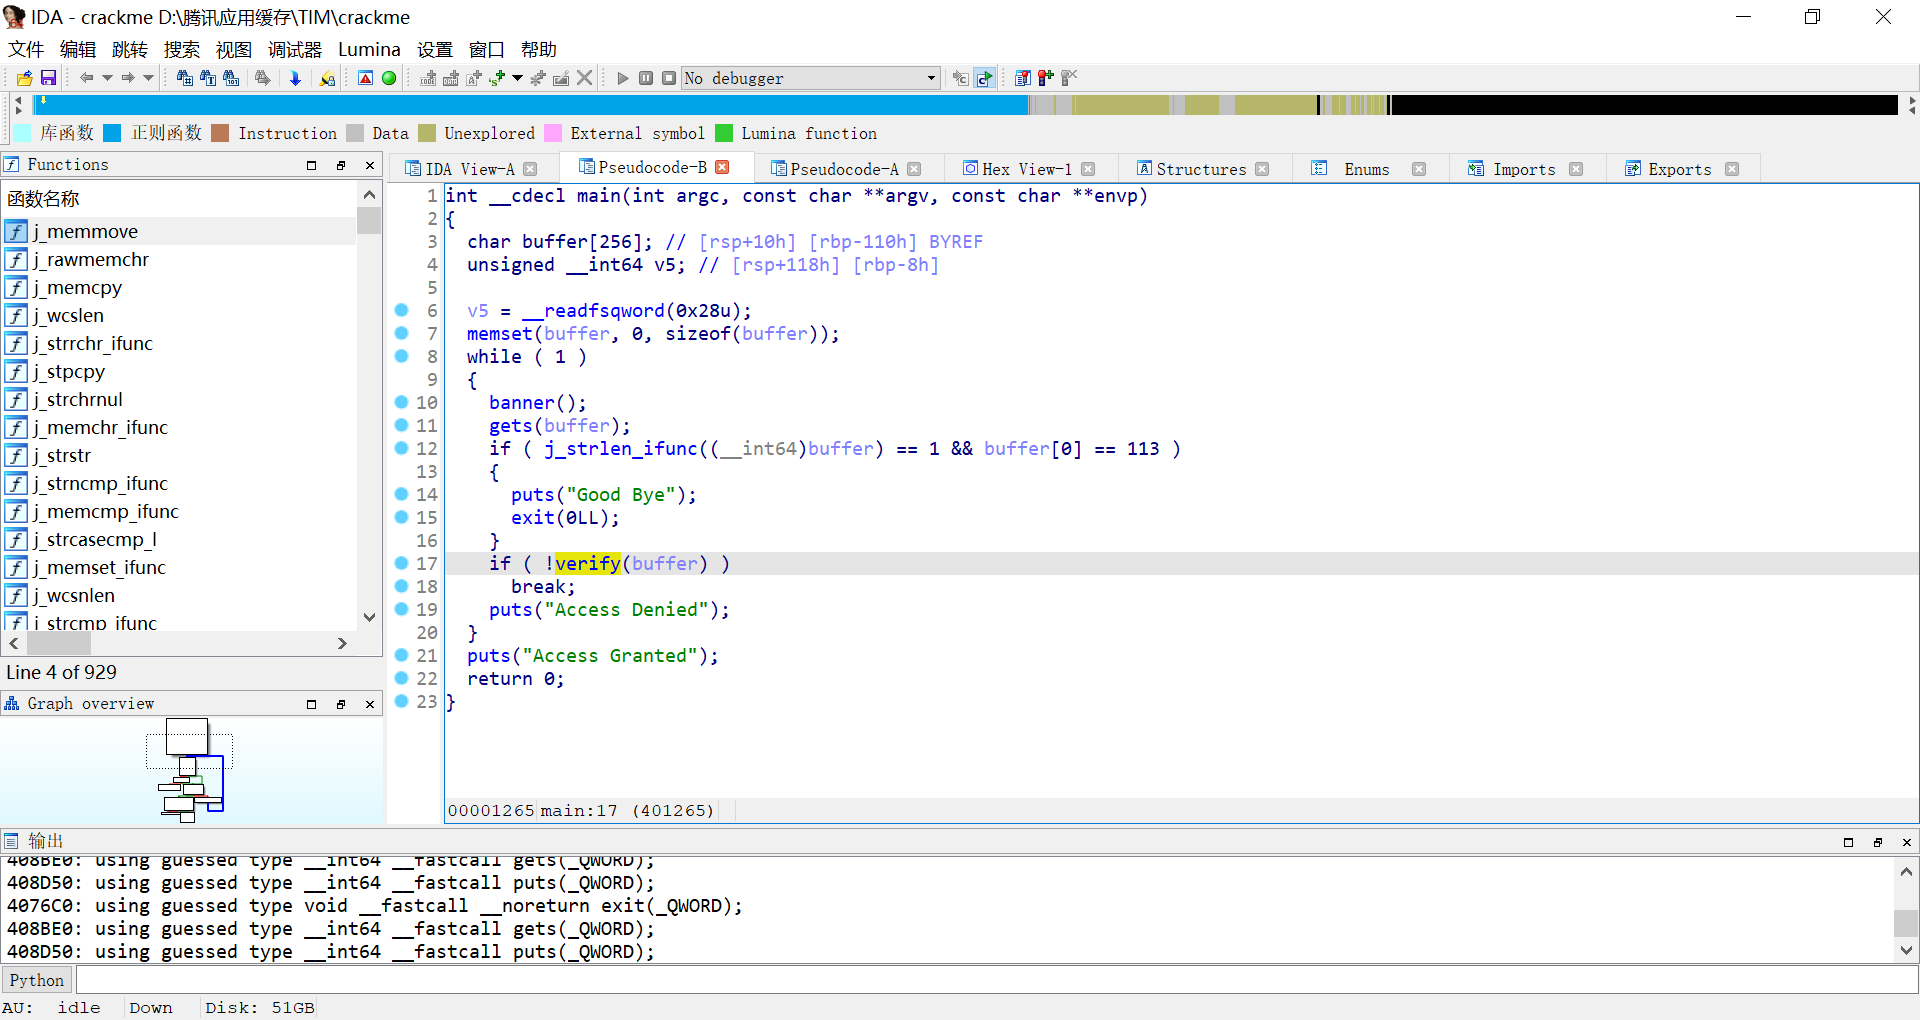 IDA - crackme D:\腾讯应用缓存\TIM\crackme
文件 编辑 跳转 搜索 视图 调试器 Lumina 设置 窗口 帮助
No debugger
库函数 正则函数 Instruction Data Unexplored External symbol Lumina function
Functions
IDA View-A Pseudocode-B Pseudocode-A Hex View-1 Structures Enums Imports Exports
函数名称
j_memmove
j_rawmemchr
j_memcpy
j_wcslen
j_strrchr_ifunc
j_stpcpy
j_strchrnul
j_memchr_ifunc
j_strstr
j_strncmp_ifunc
j_memcmp_ifunc
j_strcasecmp_l
j_memset_ifunc
j_wcsnlen
j_strcmp_ifunc
Line 4 of 929
Graph overview
1 int __cdecl main(int argc, const char **argv, const char **envp)
2 {
3   char buffer[256]; // [rsp+10h] [rbp-110h] BYREF
4   unsigned __int64 v5; // [rsp+118h] [rbp-8h]
5
6   v5 = __readfsqword(0x28u);
7   memset(buffer, 0, sizeof(buffer));
8   while ( 1 )
9   {
10     banner();
11     gets(buffer);
12     if ( j_strlen_ifunc((__int64)buffer) == 1 && buffer[0] == 113 )
13     {
14       puts("Good Bye");
15       exit(0LL);
16     }
17     if ( !verify(buffer) )
18       break;
19     puts("Access Denied");
20   }
21   puts("Access Granted");
22   return 0;
23 }
00001265 main:17 (401265)
输出
408BE0: using guessed type __int64 __fastcall gets(_QWORD);
408D50: using guessed type __int64 __fastcall puts(_QWORD);
4076C0: using guessed type void __fastcall __noreturn exit(_QWORD);
408BE0: using guessed type __int64 __fastcall gets(_QWORD);
408D50: using guessed type __int64 __fastcall puts(_QWORD);
Python
AU: idle Down Disk: 51GB